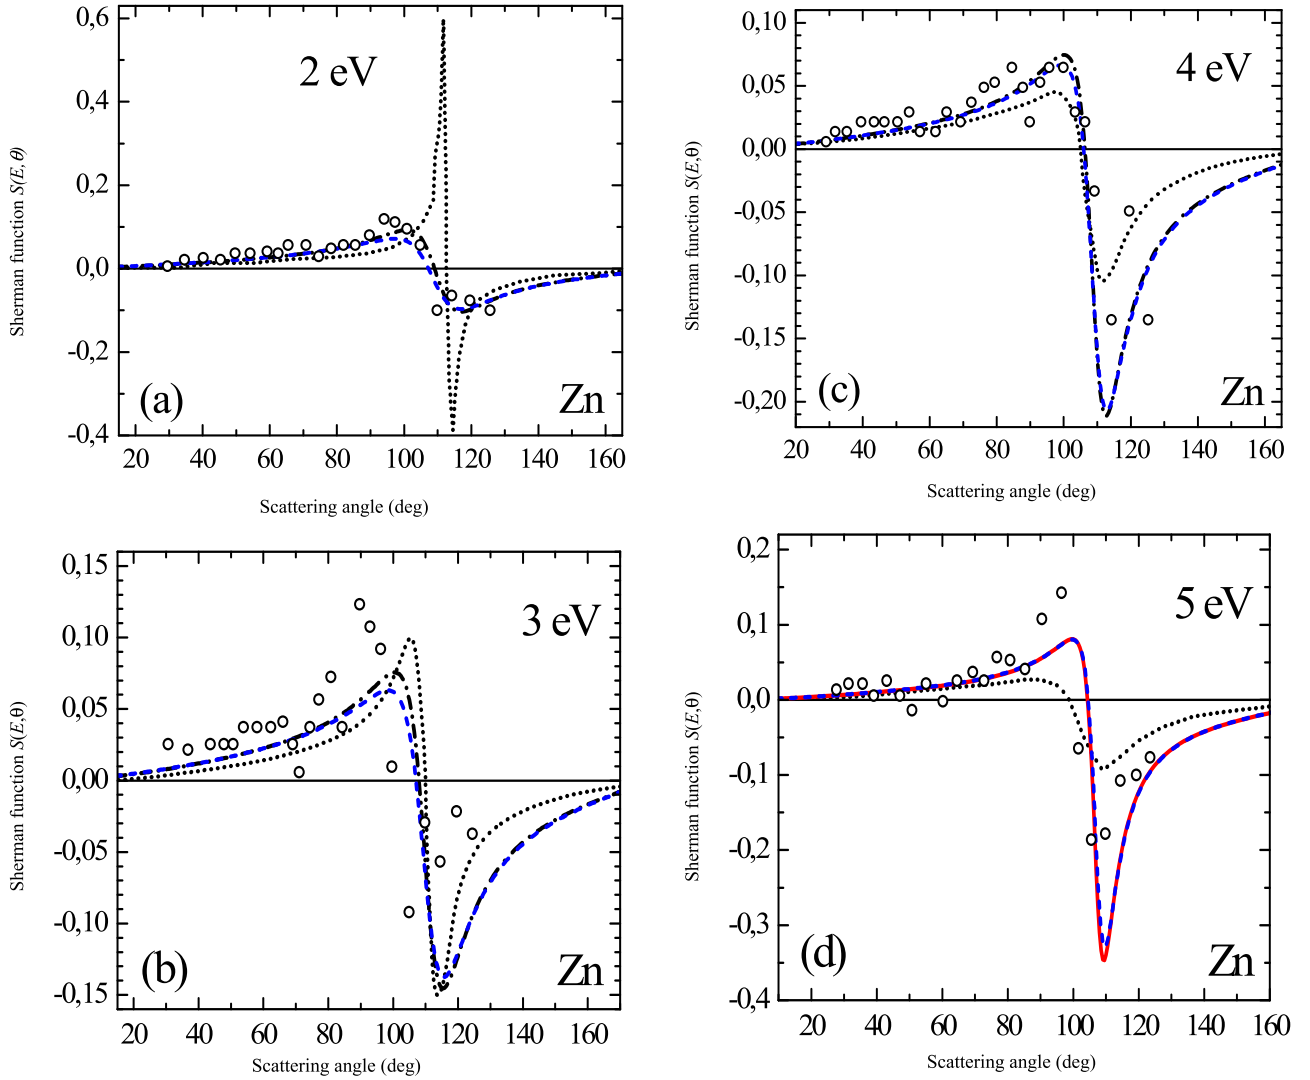 0,6
0,4
0,2
0,0
-0,2
-0,4
20 40 60 80 100 120 140 160
Sherman function S(E,θ)
Scattering angle (deg)
2 eV
(a)
Zn
0,10
0,05
0,00
-0,05
-0,10
-0,15
-0,20
20 40 60 80 100 120 140 160
Sherman function S(E,θ)
Scattering angle (deg)
4 eV
(c)
Zn
0,15
0,10
0,05
0,00
-0,05
-0,10
-0,15
20 40 60 80 100 120 140 160
Sherman function S(E,θ)
Scattering angle (deg)
3 eV
(b)
Zn
0,2
0,1
0,0
-0,1
-0,2
-0,3
-0,4
20 40 60 80 100 120 140 160
Sherman function S(E,θ)
Scattering angle (deg)
5 eV
(d)
Zn